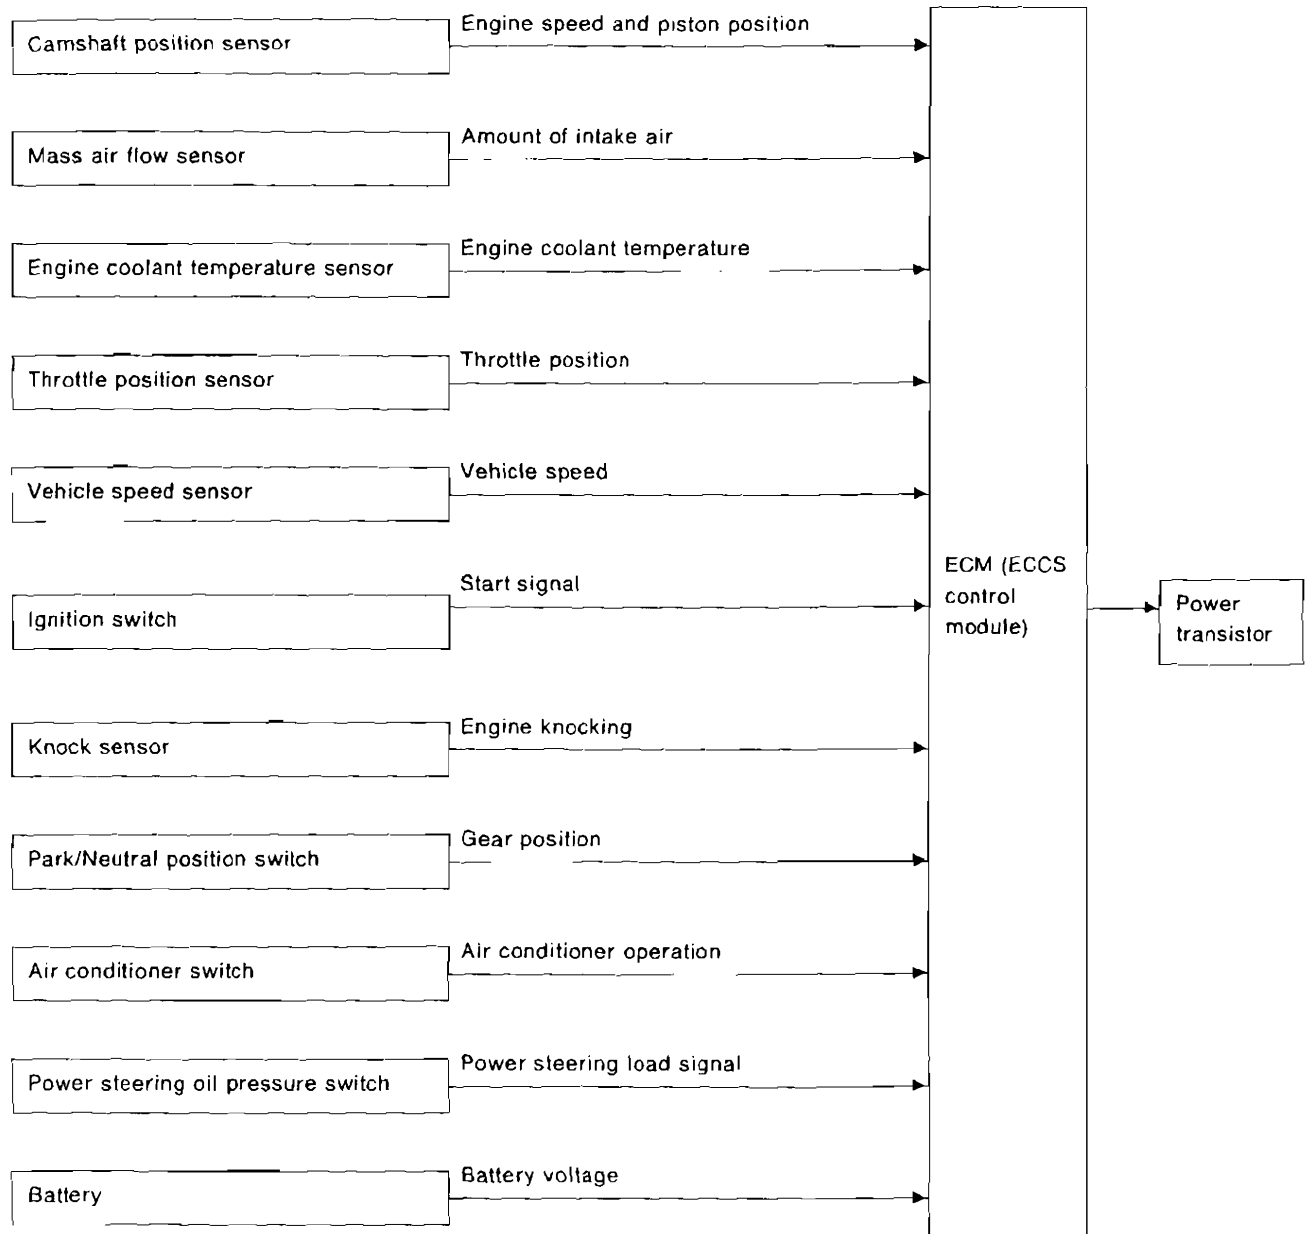 Camshaft position sensor
Engine speed and piston position
Mass air flow sensor
Amount of intake air
Engine coolant temperature sensor
Engine coolant temperature
Throttle position sensor
Throttle position
Vehicle speed sensor
Vehicle speed
Ignition switch
Start signal
Knock sensor
Engine knocking
Park/Neutral position switch
Gear position
Air conditioner switch
Air conditioner operation
Power steering oil pressure switch
Power steering load signal
Battery
Battery voltage
ECM (ECCS
control
module)
Power
transistor